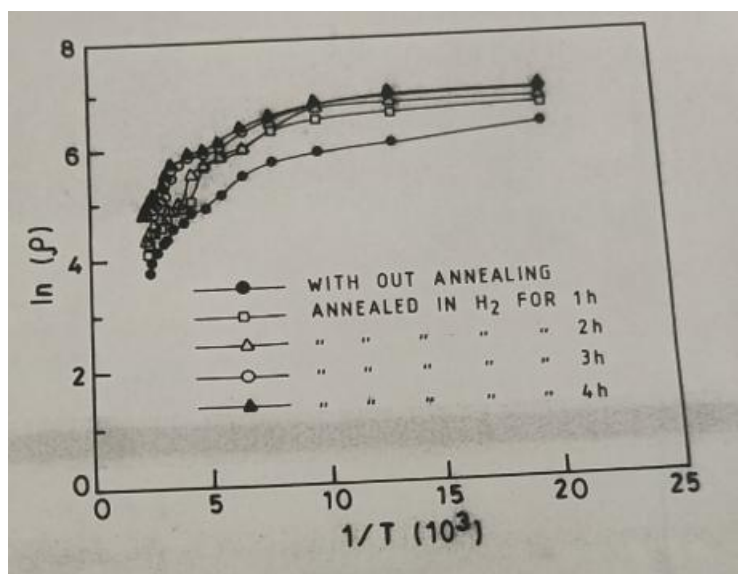 8
6
4
2
0
ln (ρ)
WITH OUT ANNEALING
ANNEALED IN H₂ FOR 1h
" " " " " 2h
" " " " " 3h
" " " " " 4h
0 5 10 15 20 25
1/T (10³)